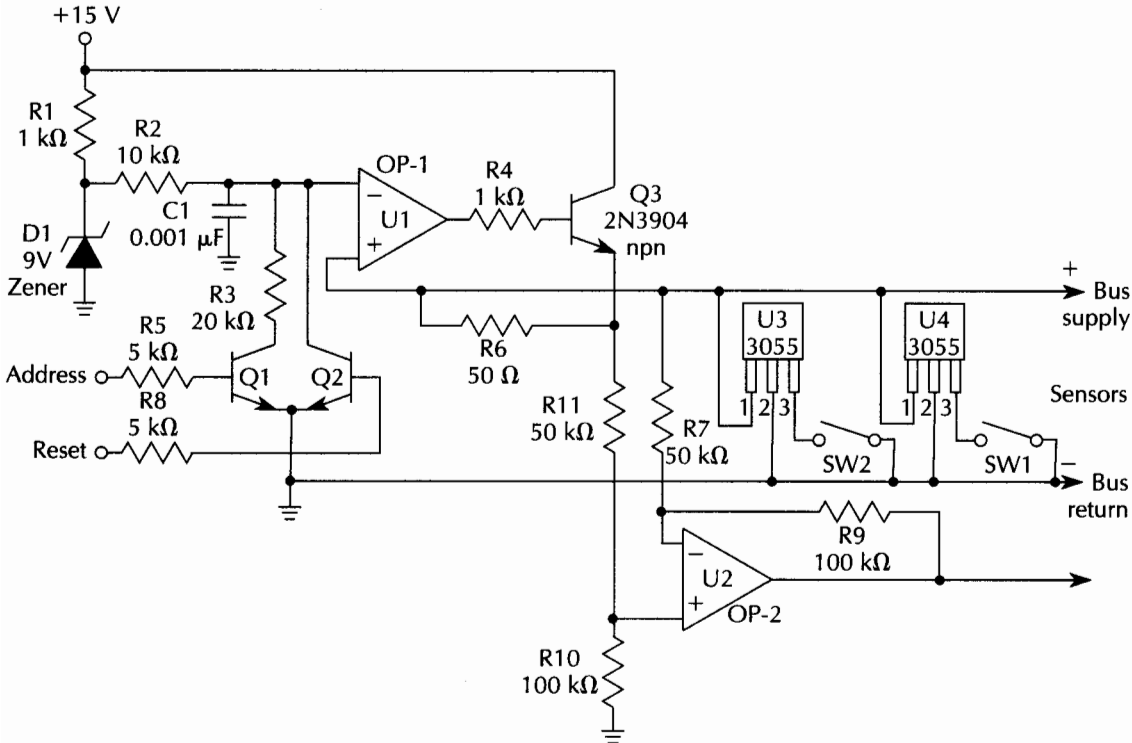 +15 V
R1
1 kΩ
R2
10 kΩ
C1
0.001 μF
D1
9V
Zener
OP-1
−
U1
+
R4
1 kΩ
Q3
2N3904
npn
R3
20 kΩ
R5
5 kΩ
Address
Q1
Q2
R8
5 kΩ
Reset
R6
50 Ω
+
Bus
supply
U3
3055
1 2 3
SW2
U4
3055
1 2 3
SW1
Sensors
−
Bus
return
R11
50 kΩ
R7
50 kΩ
R9
100 kΩ
−
U2
+
OP-2
R10
100 kΩ